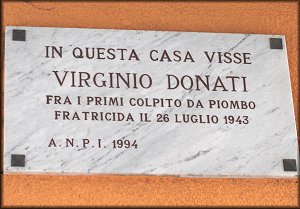 IN QUESTA CASA VISSE
VIRGINIO DONATI
FRA I PRIMI COLPITO DA PIOMBO
FRATRICIDA IL 26 LUGLIO 1943
A. N. P. I. 1994